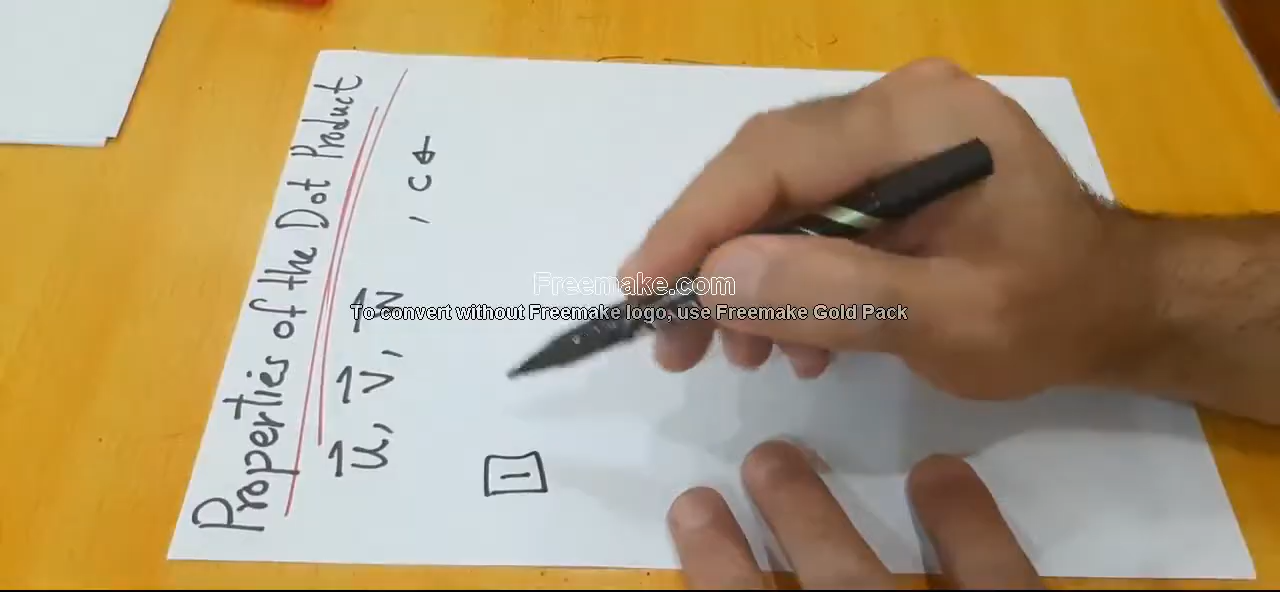 Properties of the Dot Product
u⃗, v⃗, w⃗ , c ←
1
Freemake.com
To convert without Freemake logo, use Freemake Gold Pack